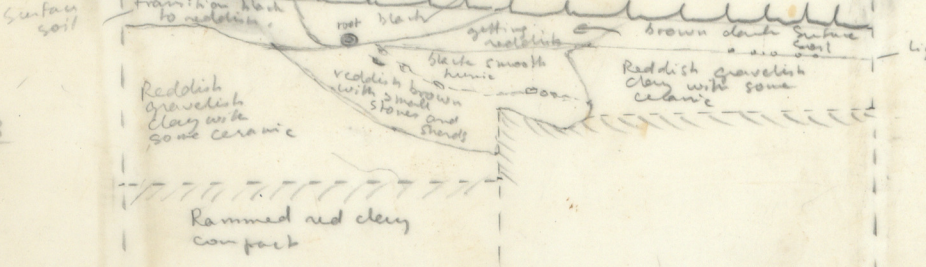 Surface
soil
transition black
to reddish.
root
black
getting
reddish
brown dark Surface
soil
black smooth
humic
reddish brown
with small
stones and
sherds
Reddish gravelish
clay with some
ceramic
Reddish
gravelish
clay with
some ceramic
Rammed red clay
compact